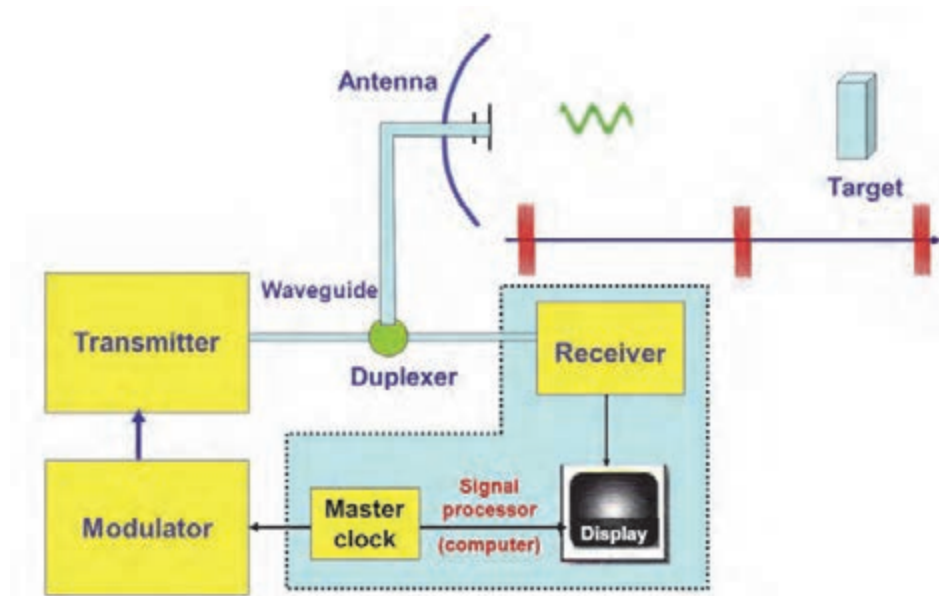 Antenna
Target
Waveguide
Transmitter
Duplexer
Receiver
Modulator
Master
clock
Signal
processor
(computer)
Display